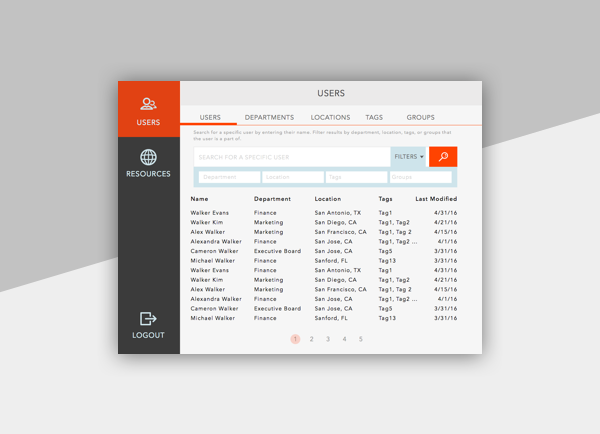 USERS
USERS
RESOURCES
LOGOUT
USERS DEPARTMENTS LOCATIONS TAGS GROUPS
Search for a specific user by entering their name. Filter results by department, location, tags, or groups that
the user is a part of.
SEARCH FOR A SPECIFIC USER FILTERS
Department Location Tags Groups
Name Department Location Tags Last Modified
Walker Evans Finance San Antonio, TX Tag1 4/31/16
Walker Kim Marketing San Diego, CA Tag1, Tag2 4/21/16
Alex Walker Marketing San Francisco, CA Tag1, Tag 2 4/15/16
Alexandra Walker Finance San Jose, CA Tag1, Tag2 ... 4/1/16
Cameron Walker Executive Board San Jose, CA Tag5 3/31/16
Michael Walker Finance Sanford, FL Tag13 3/31/16
Walker Evans Finance San Antonio, TX Tag1 4/31/16
Walker Kim Marketing San Diego, CA Tag1, Tag2 4/21/16
Alex Walker Marketing San Francisco, CA Tag1, Tag 2 4/15/16
Alexandra Walker Finance San Jose, CA Tag1, Tag2 ... 4/1/16
Cameron Walker Executive Board San Jose, CA Tag5 3/31/16
Michael Walker Finance Sanford, FL Tag13 3/31/16
1 2 3 4 5